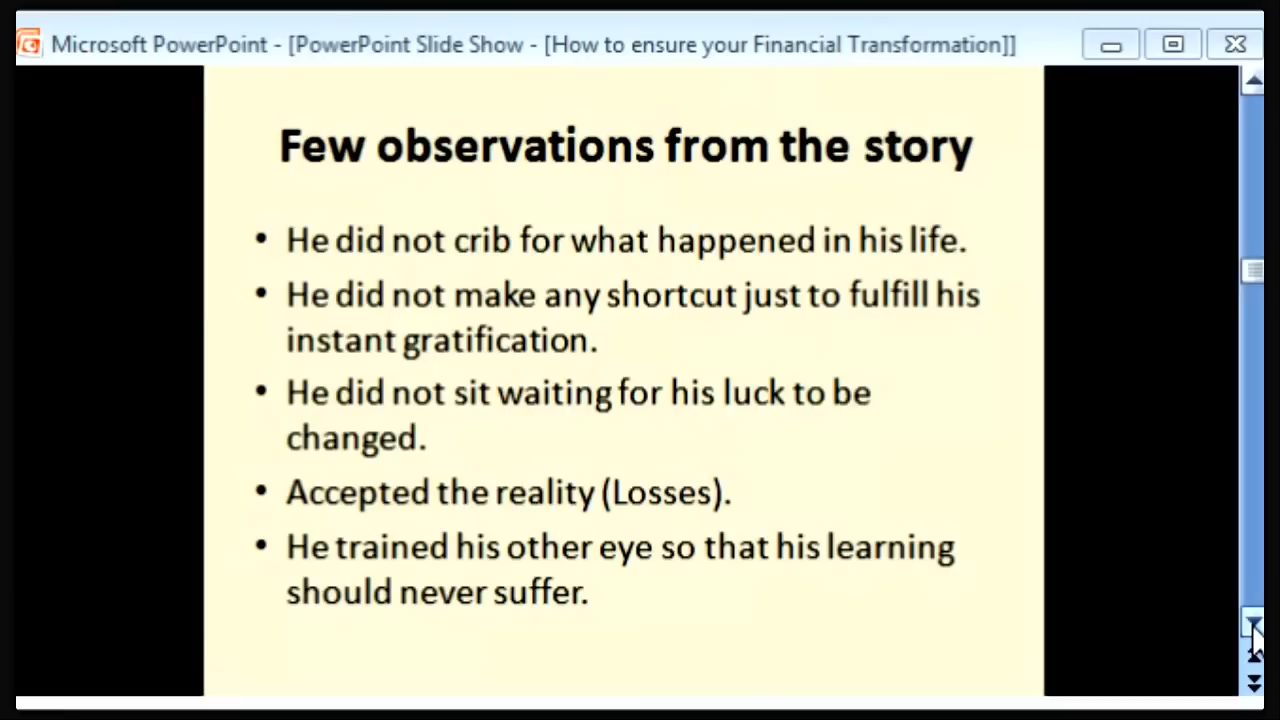 Microsoft PowerPoint - [PowerPoint Slide Show - [How to ensure your Financial Transformation]]
Few observations from the story
• He did not crib for what happened in his life.
• He did not make any shortcut just to fulfill his
instant gratification.
• He did not sit waiting for his luck to be
changed.
• Accepted the reality (Losses).
• He trained his other eye so that his learning
should never suffer.